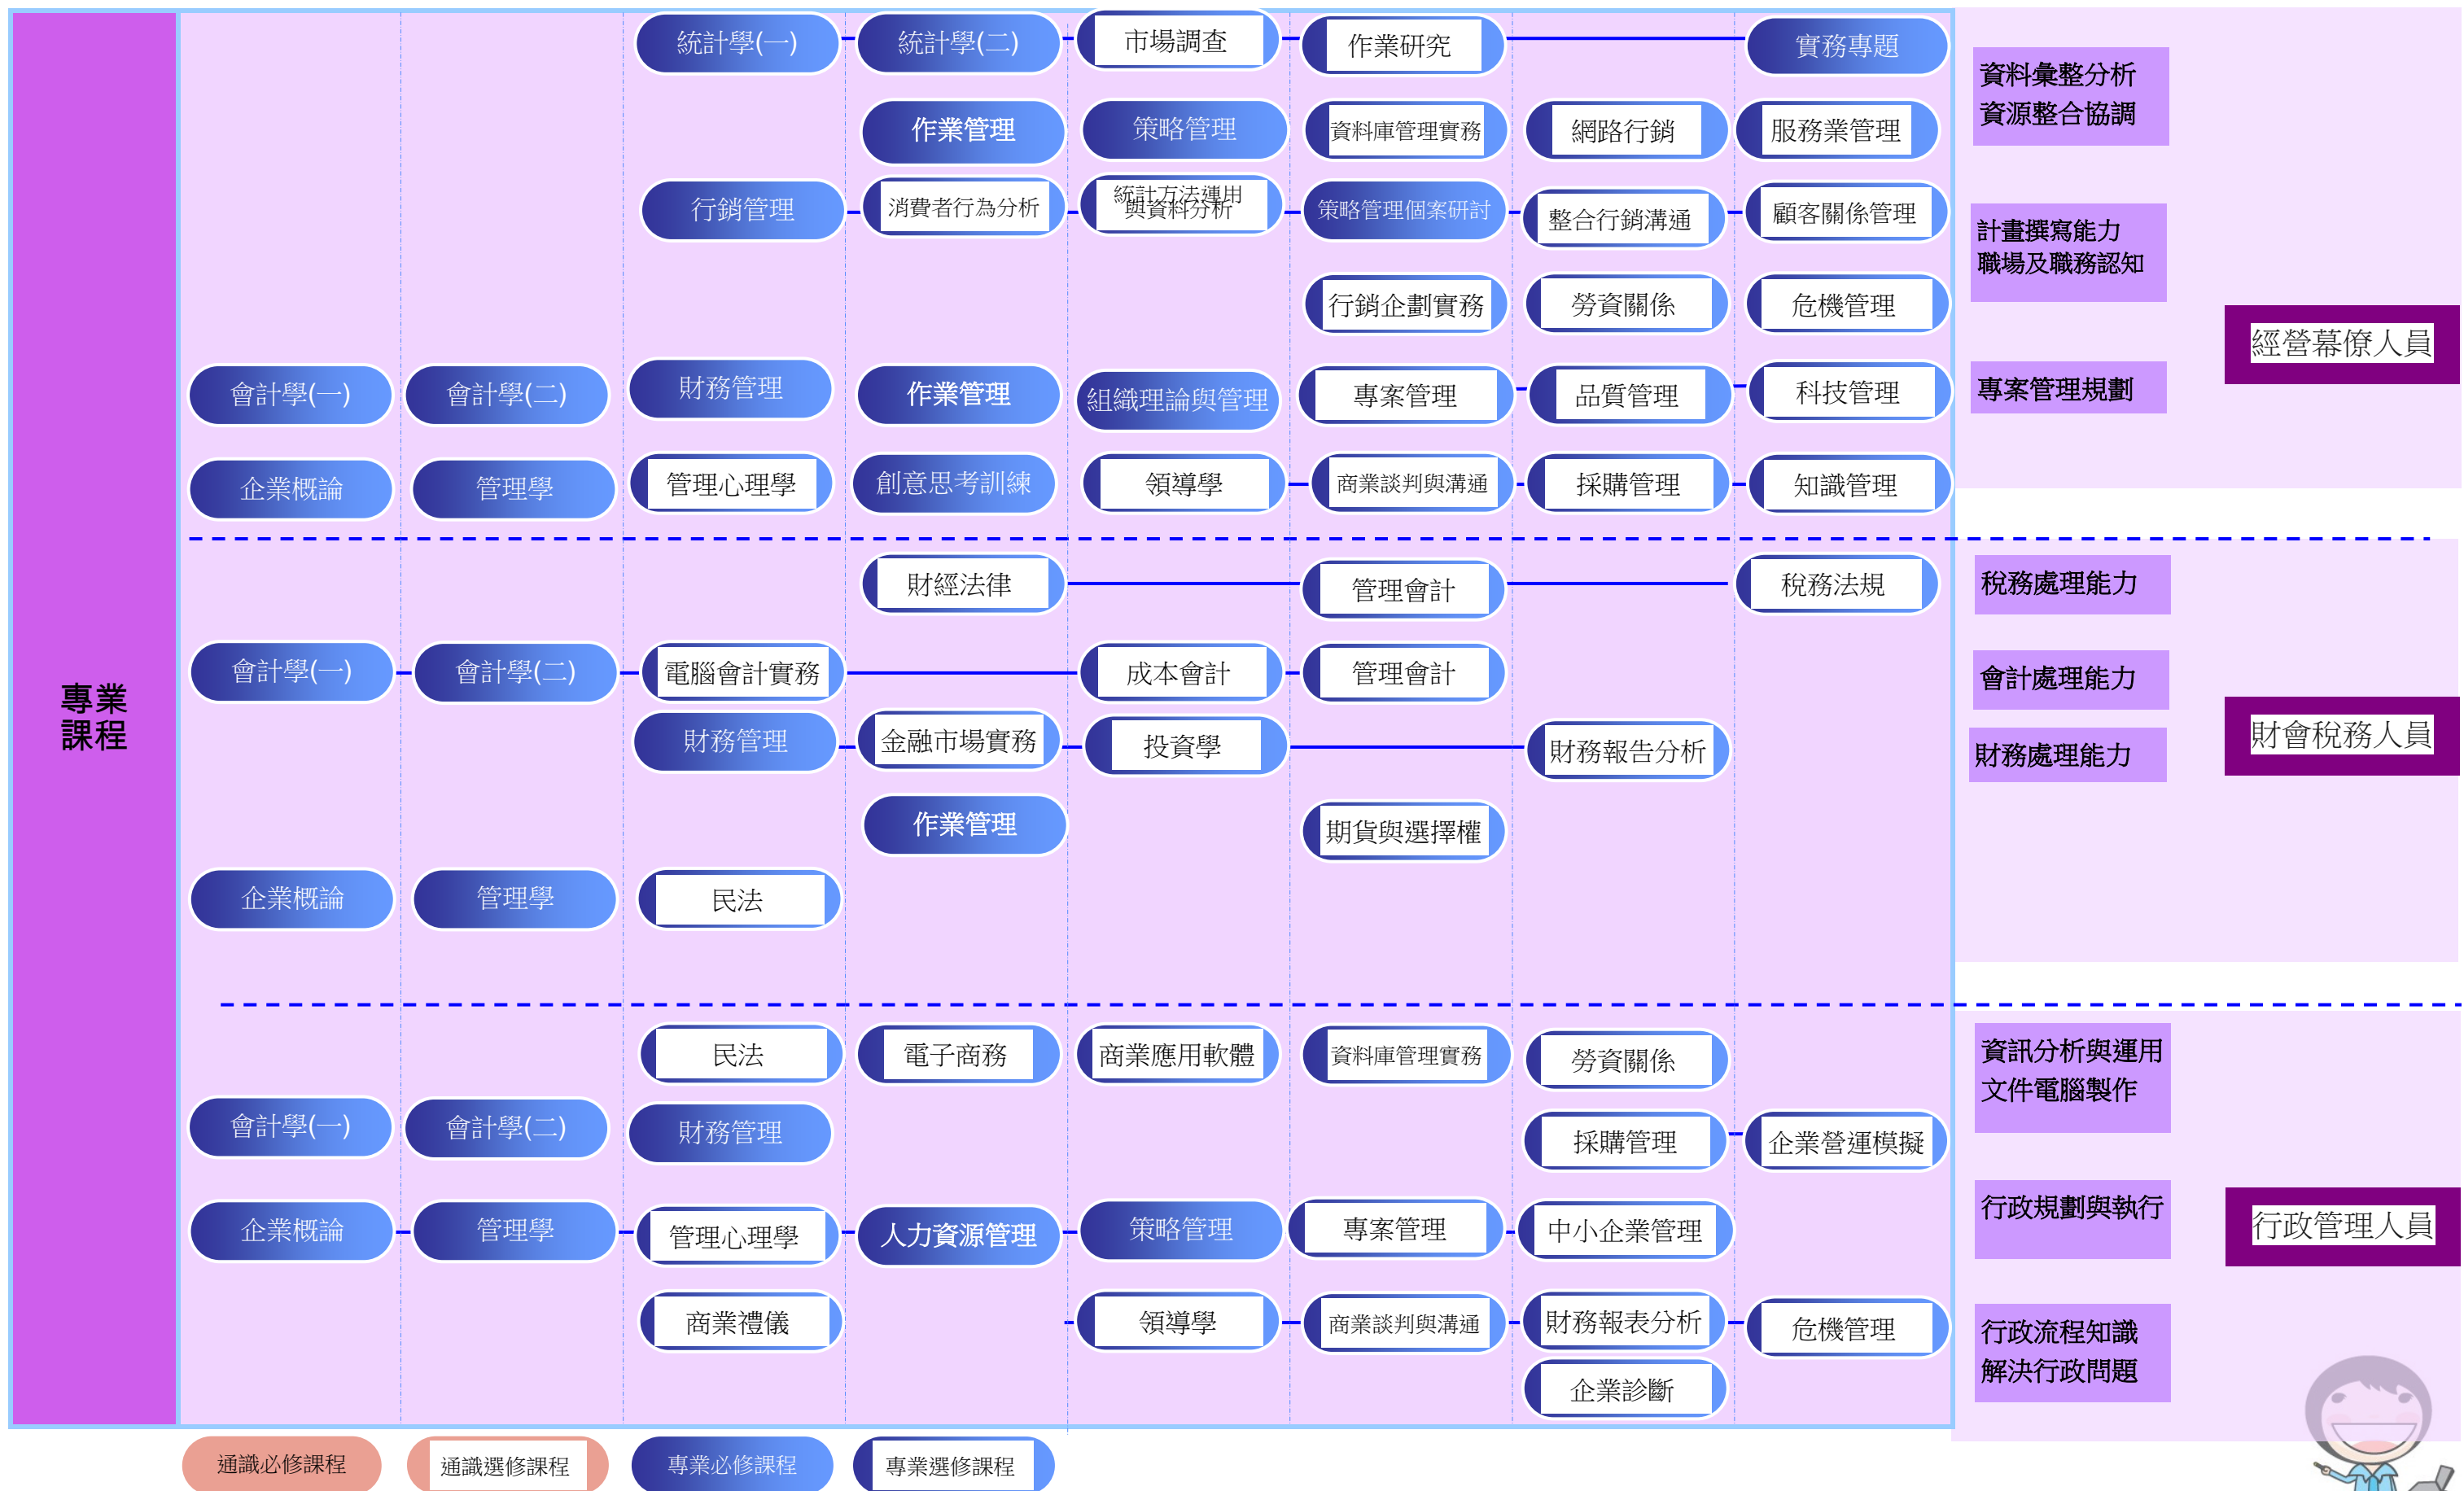 統計學(一) 統計學(二) 市場調查 作業研究 實務專題
作業管理 策略管理 資料庫管理實務 網路行銷 服務業管理
行銷管理 消費者行為分析 統計方法運用 策略管理個案研討 整合行銷溝通 顧客關係管理
與資料分析
行銷企劃實務 勞資關係 危機管理
會計學(一) 會計學(二) 財務管理 作業管理 組織理論與管理 專案管理 品質管理 科技管理
企業概論 管理學 管理心理學 創意思考訓練 領導學 商業談判與溝通 採購管理 知識管理
資料彙整分析
資源整合協調
計畫撰寫能力
職場及職務認知
專案管理規劃
經營幕僚人員
專業
課程
財經法律 管理會計 稅務法規
會計學(一) 會計學(二) 電腦會計實務 成本會計 管理會計
財務管理 金融市場實務 投資學 財務報告分析
作業管理 期貨與選擇權
企業概論 管理學 民法
稅務處理能力
會計處理能力
財務處理能力
財會稅務人員
民法 電子商務 商業應用軟體 資料庫管理實務 勞資關係
會計學(一) 會計學(二) 財務管理 採購管理 企業營運模擬
企業概論 管理學 管理心理學 人力資源管理 策略管理 專案管理 中小企業管理
商業禮儀 領導學 商業談判與溝通 財務報表分析 危機管理
企業診斷
資訊分析與運用
文件電腦製作
行政規劃與執行
行政流程知識
解決行政問題
行政管理人員
通識必修課程 通識選修課程 專業必修課程 專業選修課程